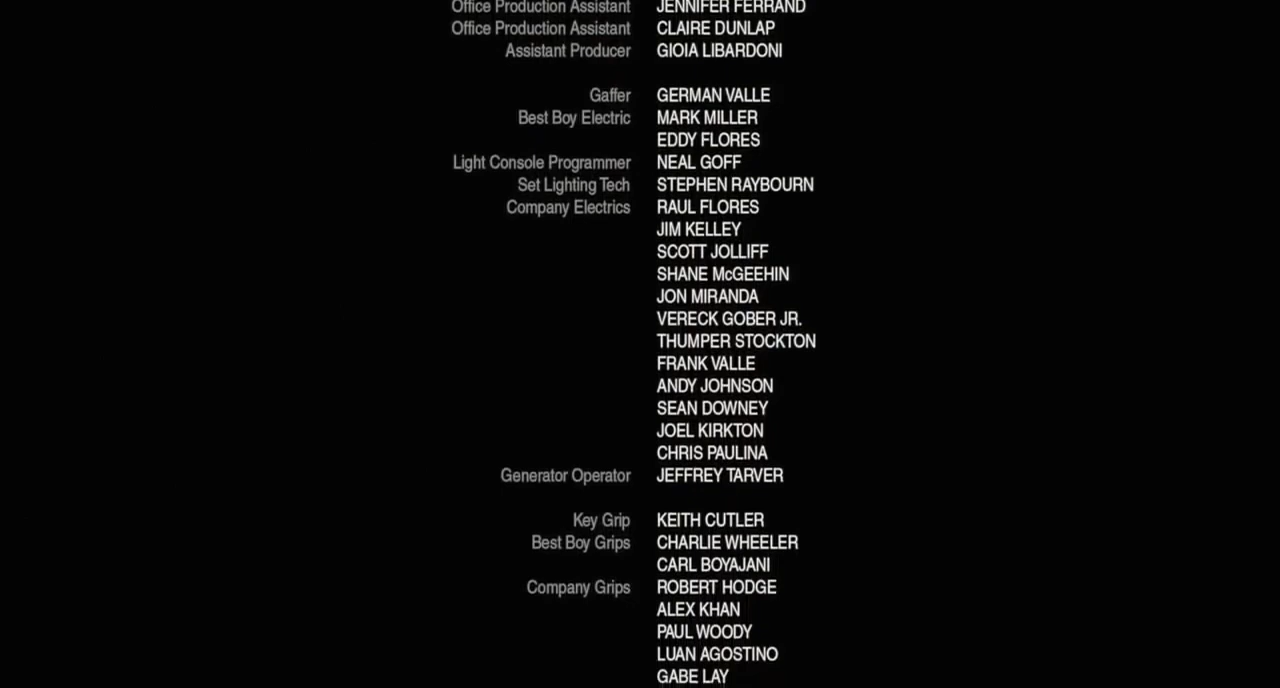 Office Production Assistant JENNIFER FERRAND
Office Production Assistant CLAIRE DUNLAP
Assistant Producer GIOIA LIBARDONI
Gaffer GERMAN VALLE
Best Boy Electric MARK MILLER
EDDY FLORES
Light Console Programmer NEAL GOFF
Set Lighting Tech STEPHEN RAYBOURN
Company Electrics RAUL FLORES
JIM KELLEY
SCOTT JOLLIFF
SHANE McGEEHIN
JON MIRANDA
VERECK GOBER JR.
THUMPER STOCKTON
FRANK VALLE
ANDY JOHNSON
SEAN DOWNEY
JOEL KIRKTON
CHRIS PAULINA
Generator Operator JEFFREY TARVER
Key Grip KEITH CUTLER
Best Boy Grips CHARLIE WHEELER
CARL BOYAJANI
Company Grips ROBERT HODGE
ALEX KHAN
PAUL WOODY
LUAN AGOSTINO
GABE LAY